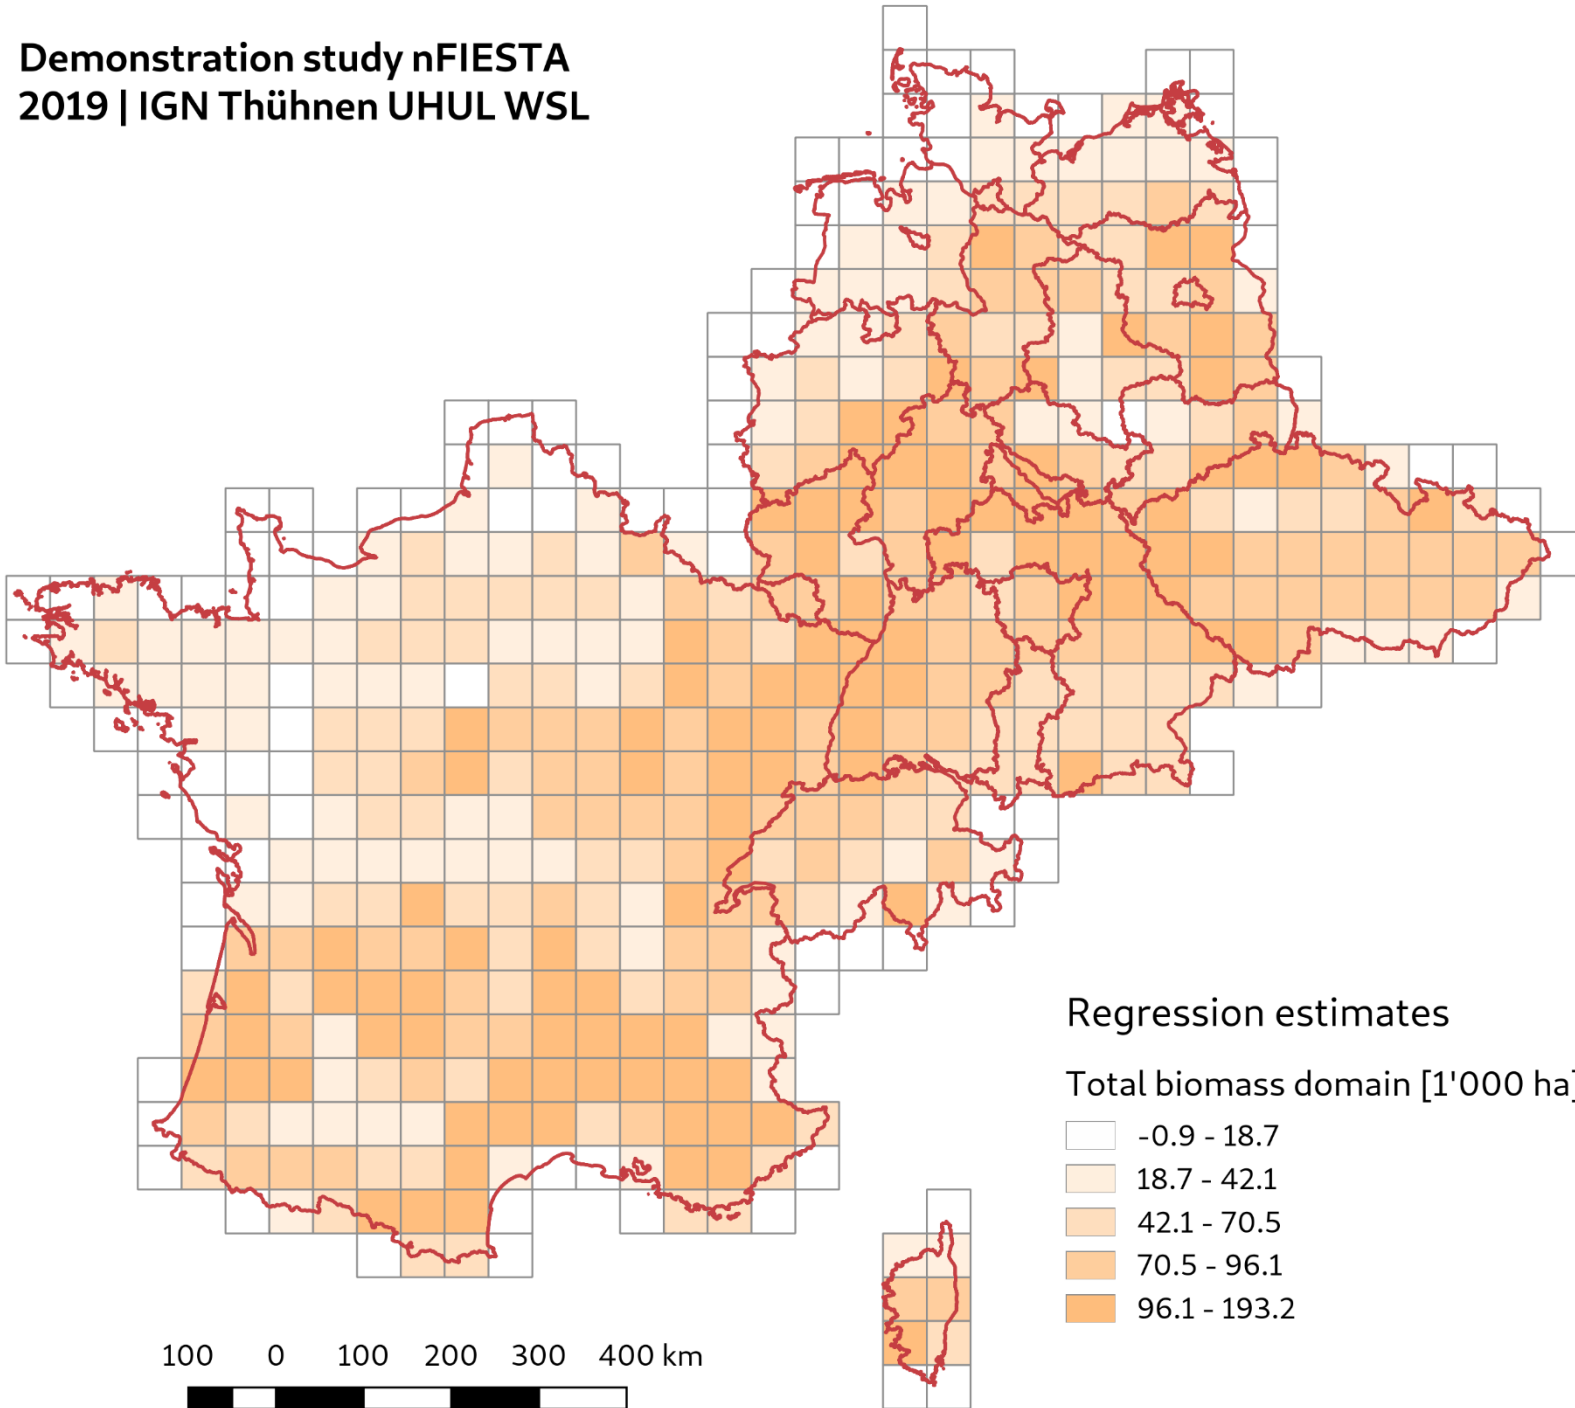 Demonstration study nFIESTA
2019 | IGN Thühnen UHUL WSL
Regression estimates
Total biomass domain [1'000 ha]
-0.9 - 18.7
18.7 - 42.1
42.1 - 70.5
70.5 - 96.1
96.1 - 193.2
100 0 100 200 300 400 km